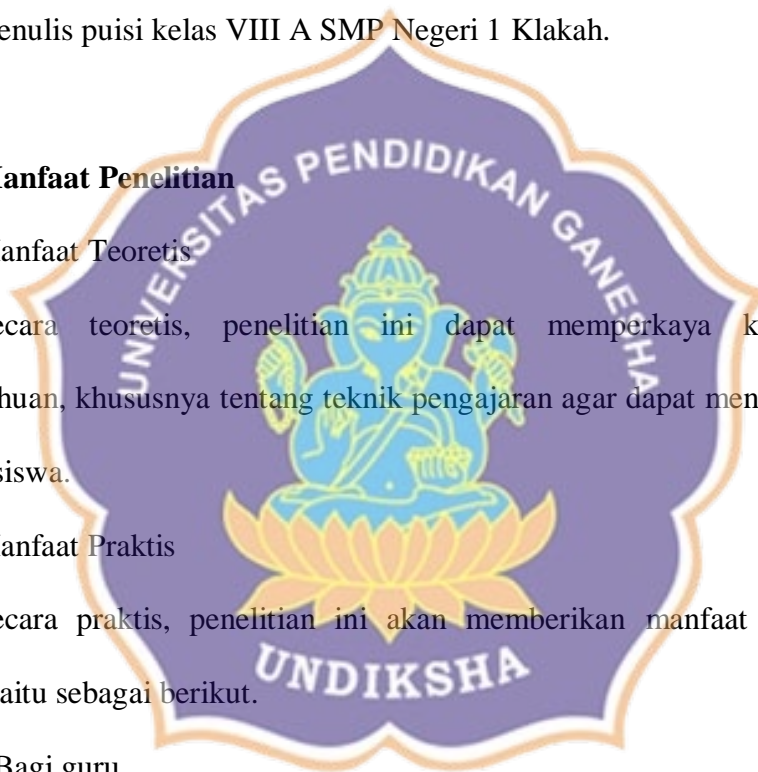 enulis puisi kelas VIII A SMP Negeri 1 Klakah.
anfaat Penelitian
anfaat Teoretis
ecara teoretis, penelitian ini dapat memperkaya k
huan, khususnya tentang teknik pengajaran agar dapat men
siswa.
anfaat Praktis
ecara praktis, penelitian ini akan memberikan manfaat
aitu sebagai berikut.
Bagi guru
UNIVERSITAS PENDIDIKAN GANESHA
UNDIKSHA